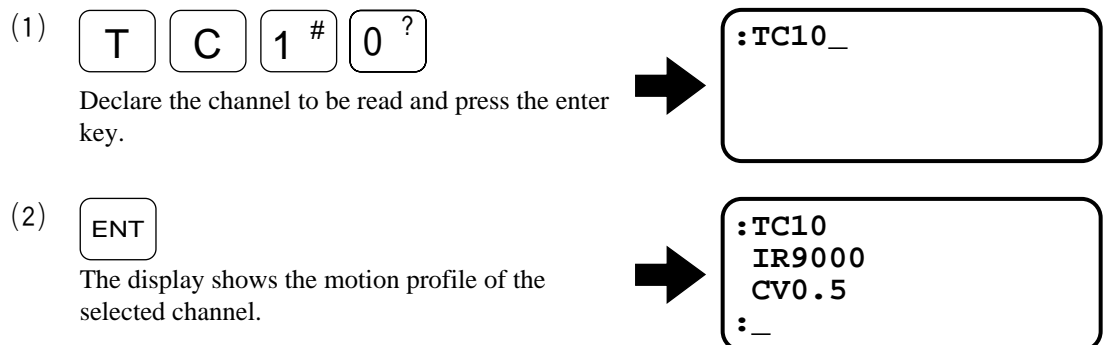 (1) T C 1 # 0 ?
:TC10_
Declare the channel to be read and press the enter
key.
(2) ENT
:TC10
IR9000
CV0.5
:_
The display shows the motion profile of the
selected channel.